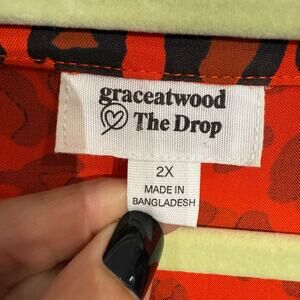 graceatwood
The Drop
2X
MADE IN
BANGLADESH